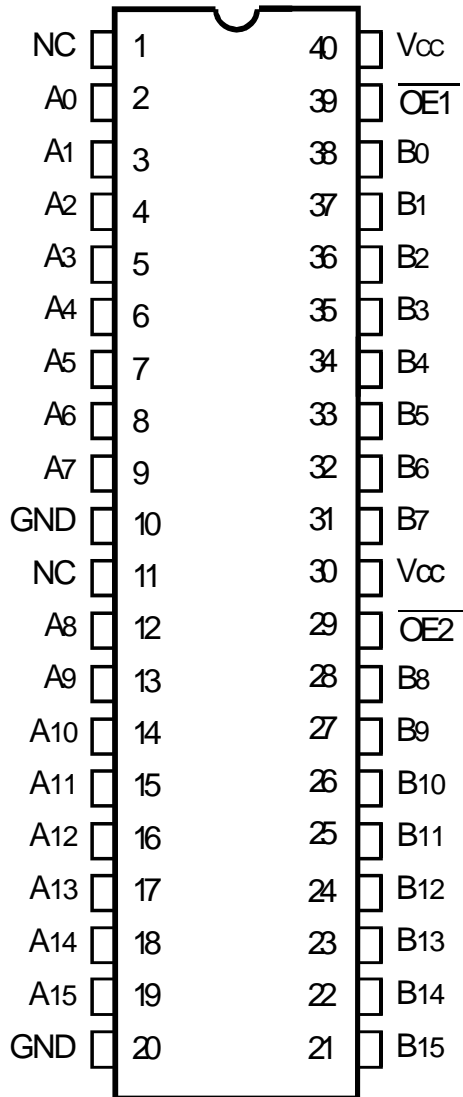 NC 1 40 Vcc
A0 2 39 OE1
A1 3 38 B0
A2 4 37 B1
A3 5 36 B2
A4 6 35 B3
A5 7 34 B4
A6 8 33 B5
A7 9 32 B6
GND 10 31 B7
NC 11 30 Vcc
A8 12 29 OE2
A9 13 28 B8
A10 14 27 B9
A11 15 26 B10
A12 16 25 B11
A13 17 24 B12
A14 18 23 B13
A15 19 22 B14
GND 20 21 B15